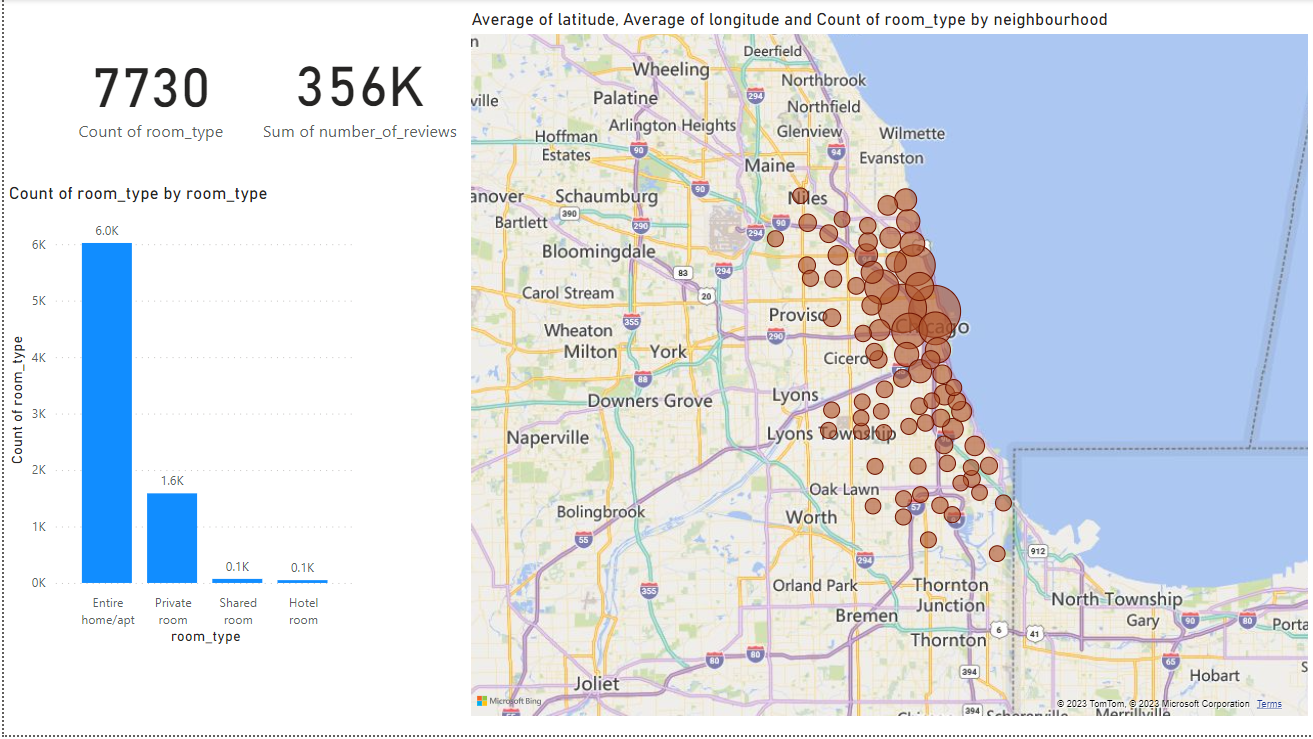 Average of latitude, Average of longitude and Count of room_type by neighbourhood
7730
Count of room_type
356K
Sum of number_of_reviews
Count of room_type by room_type
Count of room_type
6K
5K
4K
3K
2K
1K
0K
6.0K
1.6K
0.1K
0.1K
Entire
home/apt
Private
room
Shared
room
Hotel
room
room_type
n
Deerfield
Wheeling
Northbrook
ville
Palatine
294
Northfield
Arlington Heights
Glenview
Wilmette
Hoffman
Estates
90
94
Evanston
Maine
anover
Schaumburg
90
Niles
390
Bartlett
290
90
294
Bloomingdale
83
294
Carol Stream
20
355
Proviso
Chicago
Wheaton
290
Milton
York
Cicero
88
Downers Grove
Lyons
Naperville
Lyons Township
Oak Lawn
Bolingbrook
Worth
57
55
912
294
355
Orland Park
Thornton
Junction
North Township
Bremen
Gary
90
80
Porta
6
41
Thornton
80
80
65
394
Hobart
S
Joliet
Microsoft Bing
© 2023 TomTom, © 2023 Microsoft Corporation
Terms
394
Schererville
Merrillville